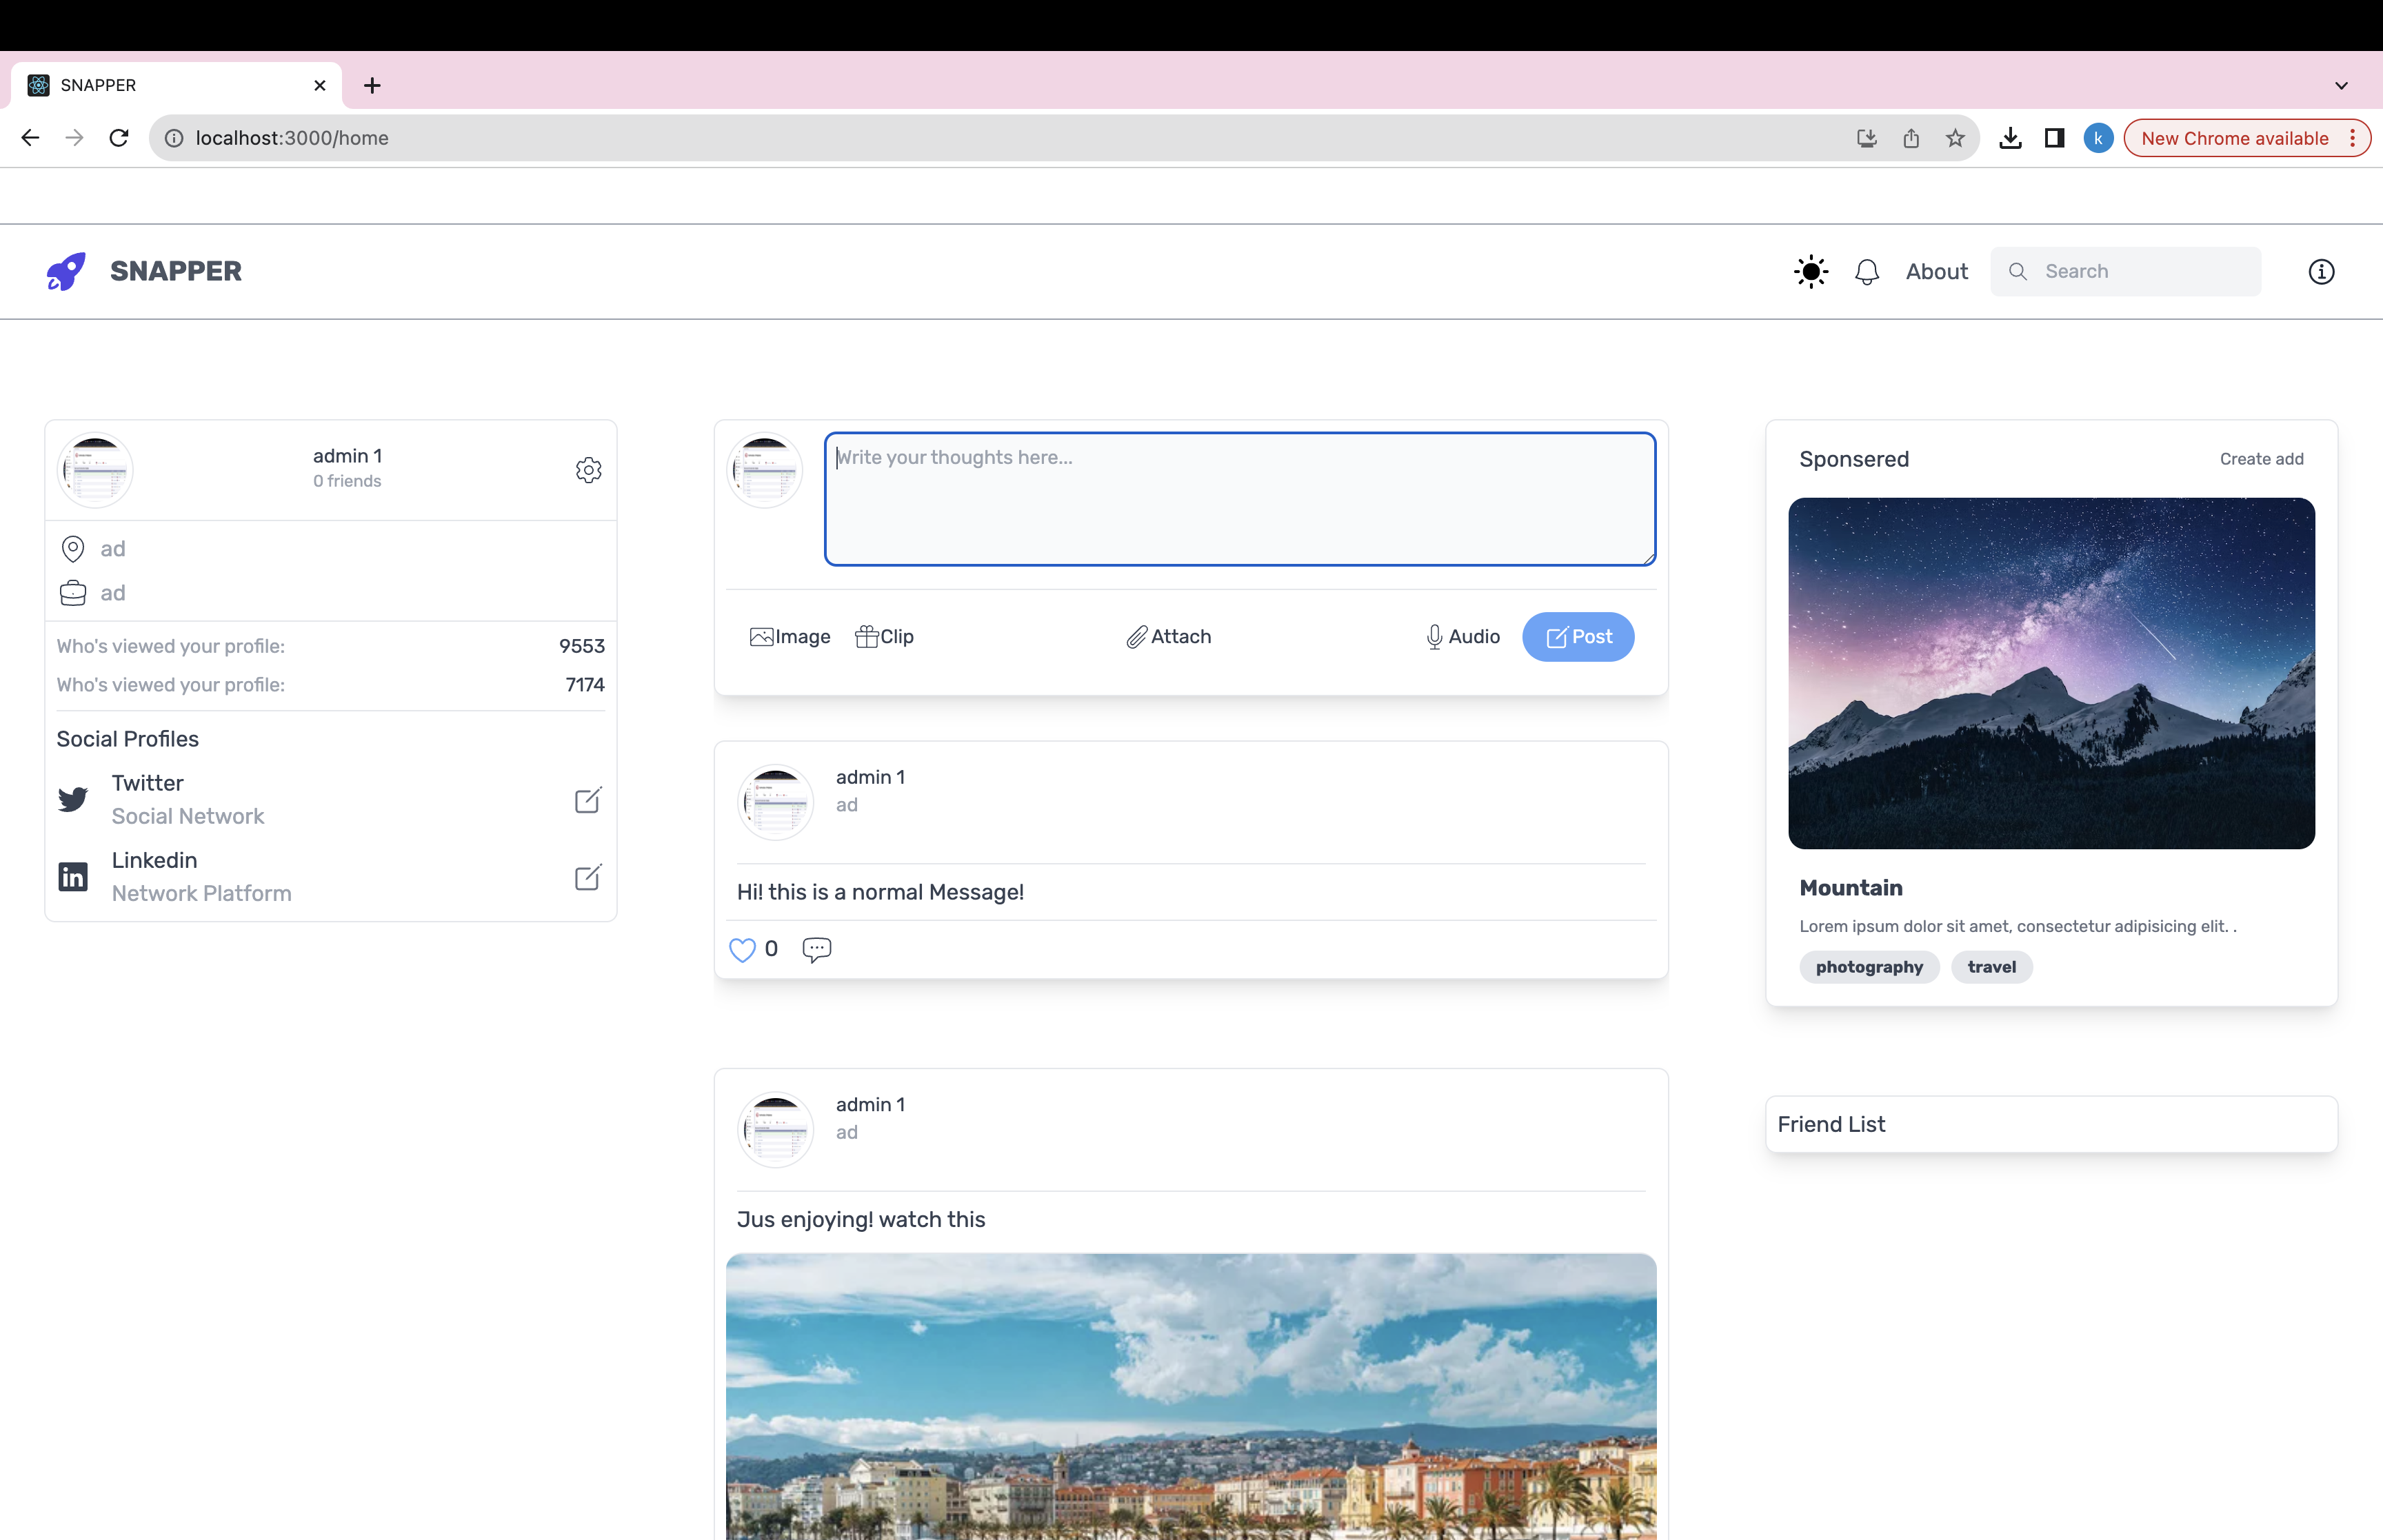 SNAPPER
localhost:3000/home
k
New Chrome available
SNAPPER
About
Search
admin 1
0 friends
ad
ad
Who's viewed your profile: 9553
Who's viewed your profile: 7174
Social Profiles
Twitter
Social Network
Linkedin
Network Platform
Write your thoughts here...
Image
Clip
Attach
Audio
Post
admin 1
ad
Hi! this is a normal Message!
0
admin 1
ad
Jus enjoying! watch this
Sponsered
Create add
Mountain
Lorem ipsum dolor sit amet, consectetur adipisicing elit. .
photography
travel
Friend List